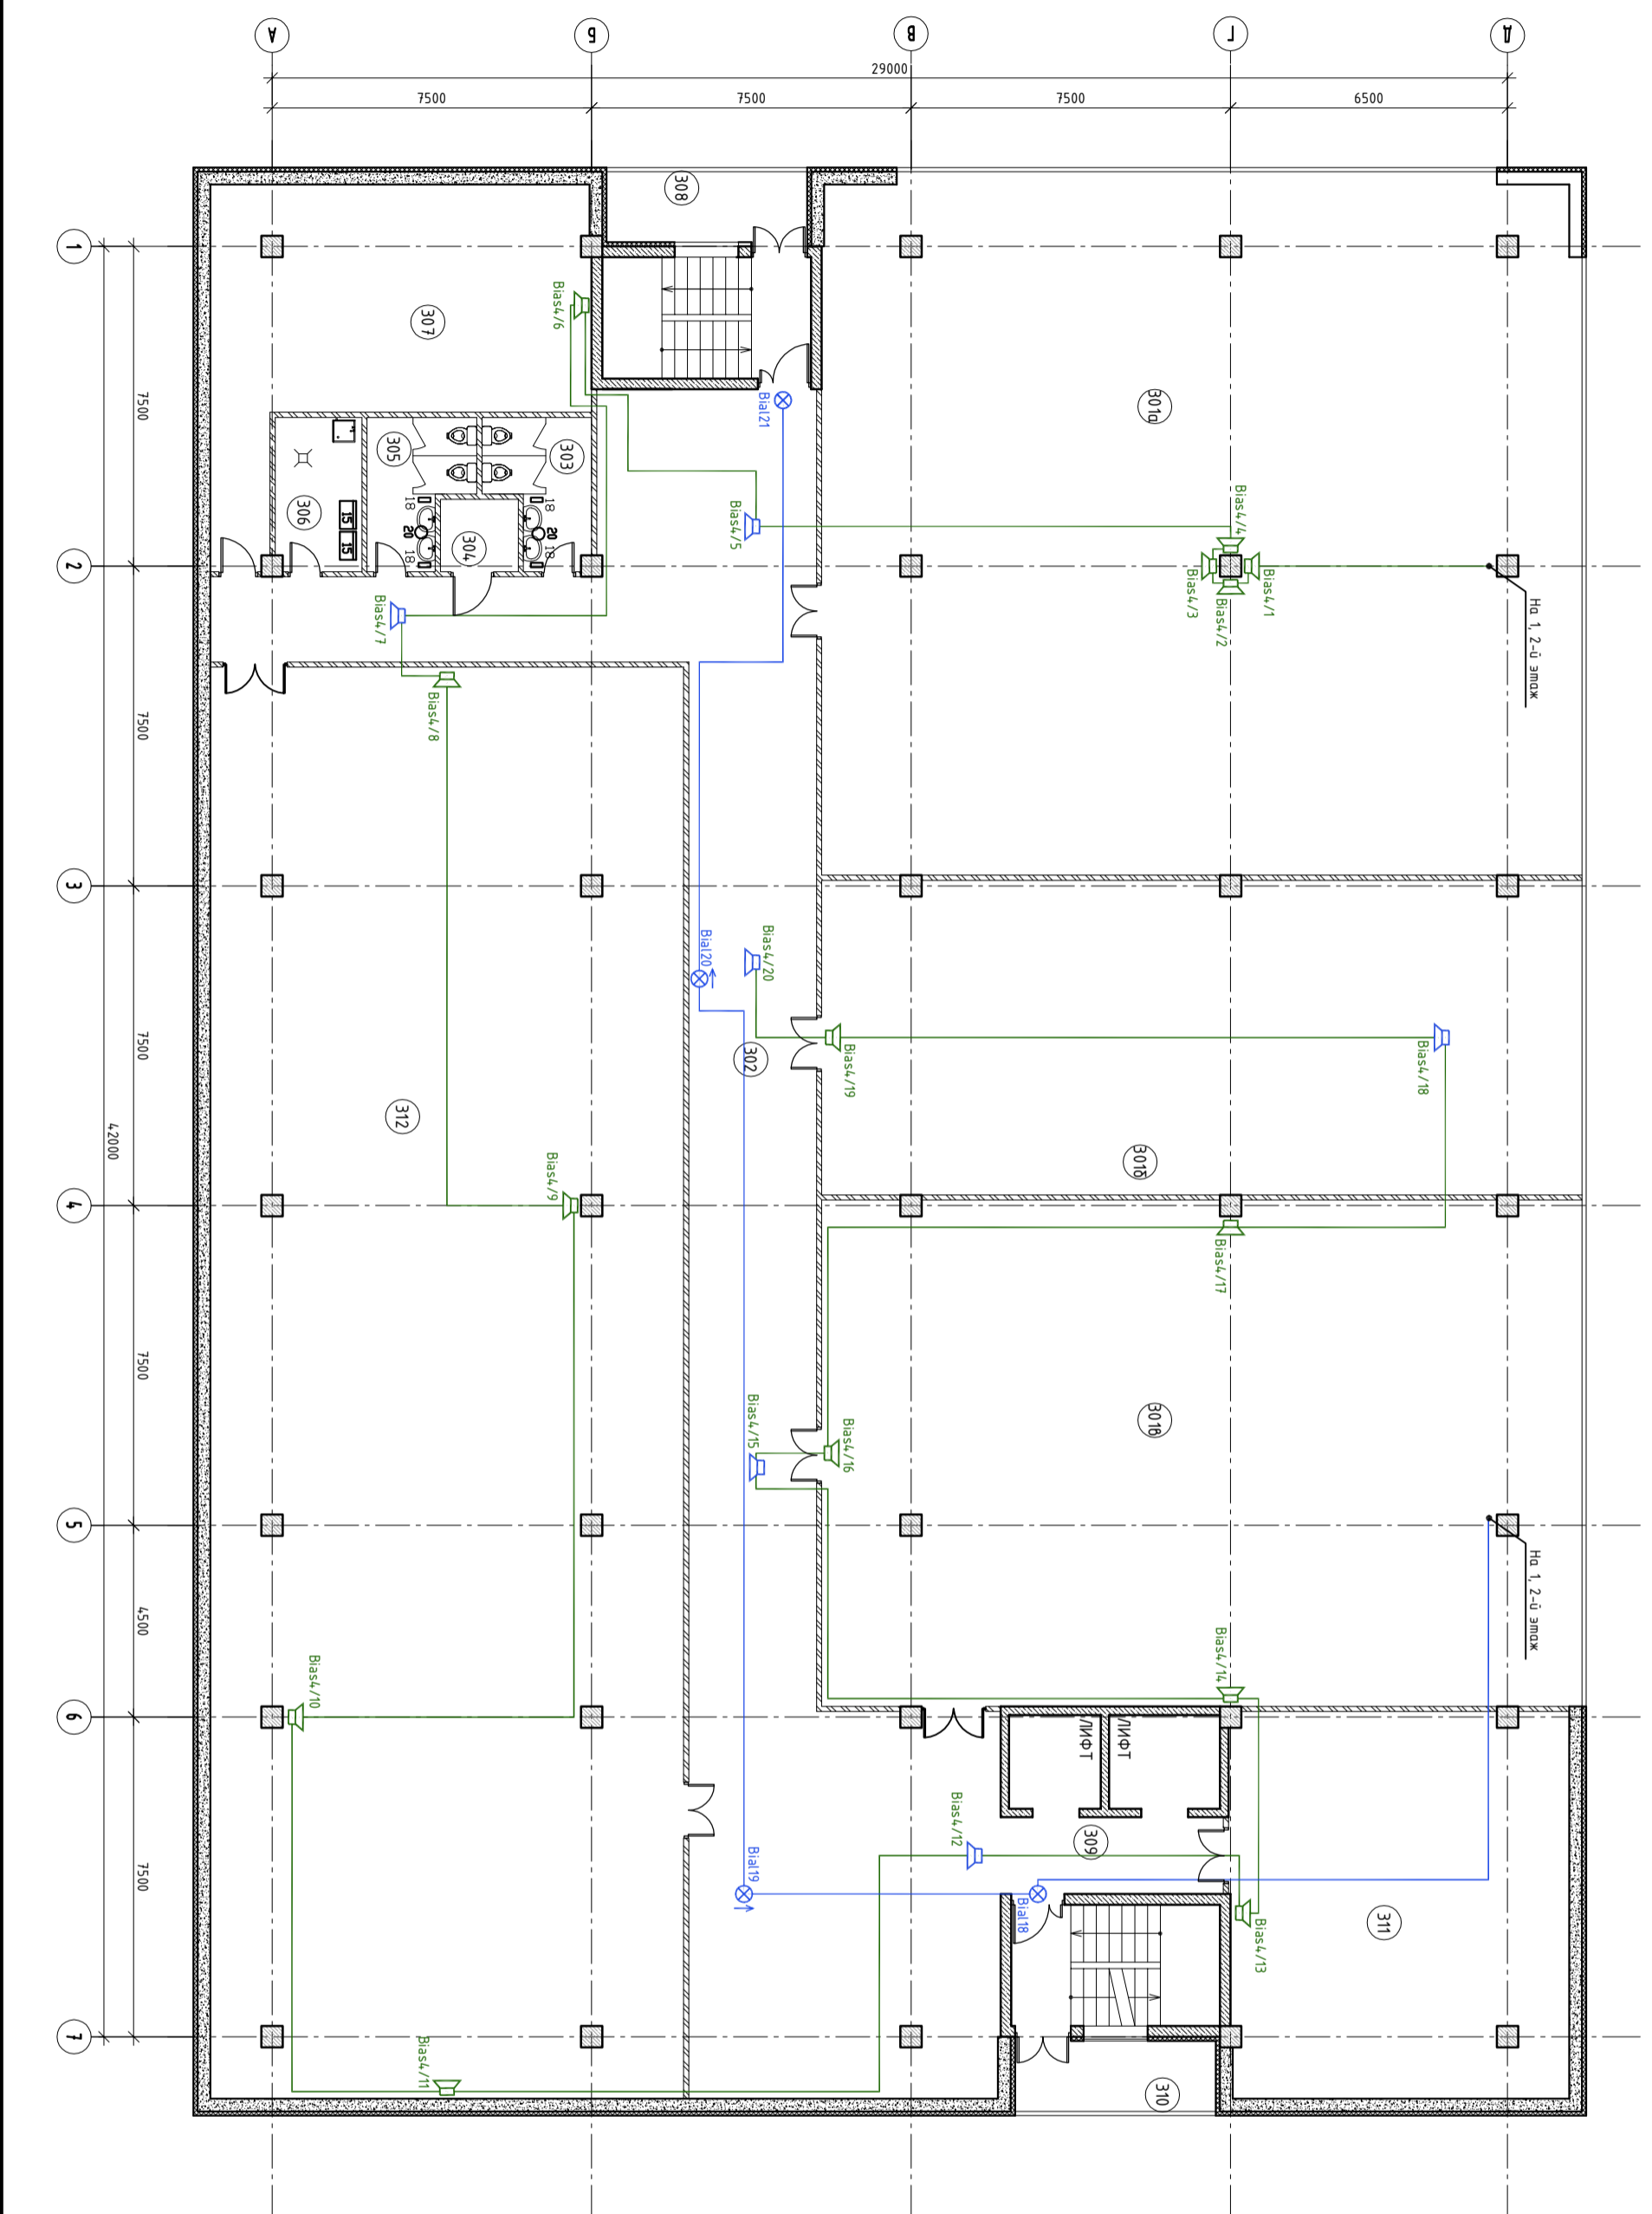 А
Б
В
Г
Д
29000
7500
7500
7500
6500
1
2
3
4
5
6
7
7500
7500
7500
7500
4500
7500
42000
308
307
Bias4/6
Bial21
301а
305
303
306
304
15
15
18
20
18
18
20
18
Bias4/5
Bias4/4
Bias4/1
Bias4/3
Bias4/2
На 1, 2-й этаж
Bias4/7
Bias4/8
Bial20
Bias4/20
302
Bias4/19
Bias4/18
312
301б
Bias4/9
Bias4/17
Bias4/15
Bias4/16
301в
На 1, 2-й этаж
Bias4/14
Bias4/10
ЛИФТ
ЛИФТ
Bias4/12
309
Bial19
Bial18
Bias4/13
311
Bias4/11
310